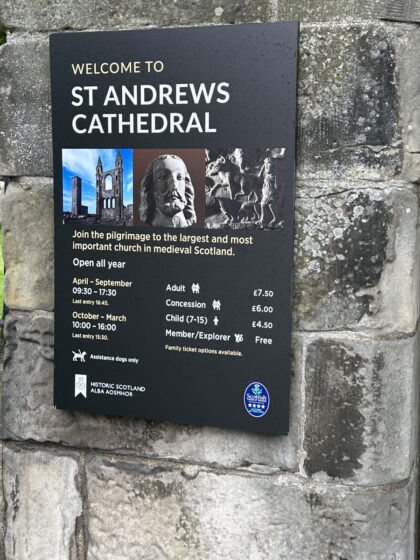 WELCOME TO
ST ANDREWS
CATHEDRAL
Join the pilgrimage to the largest and most
important church in medieval Scotland.
Open all year
April – September
09:30 – 17:30
Last entry 16:45.
October – March
10:00 – 16:00
Last entry 15:30.
Assistance dogs only
Adult £7.50
Concession £6.00
Child (7-15) £4.50
Member/Explorer Free
Family ticket options available.
HISTORIC SCOTLAND
ALBA AOSMHOR
Scottish